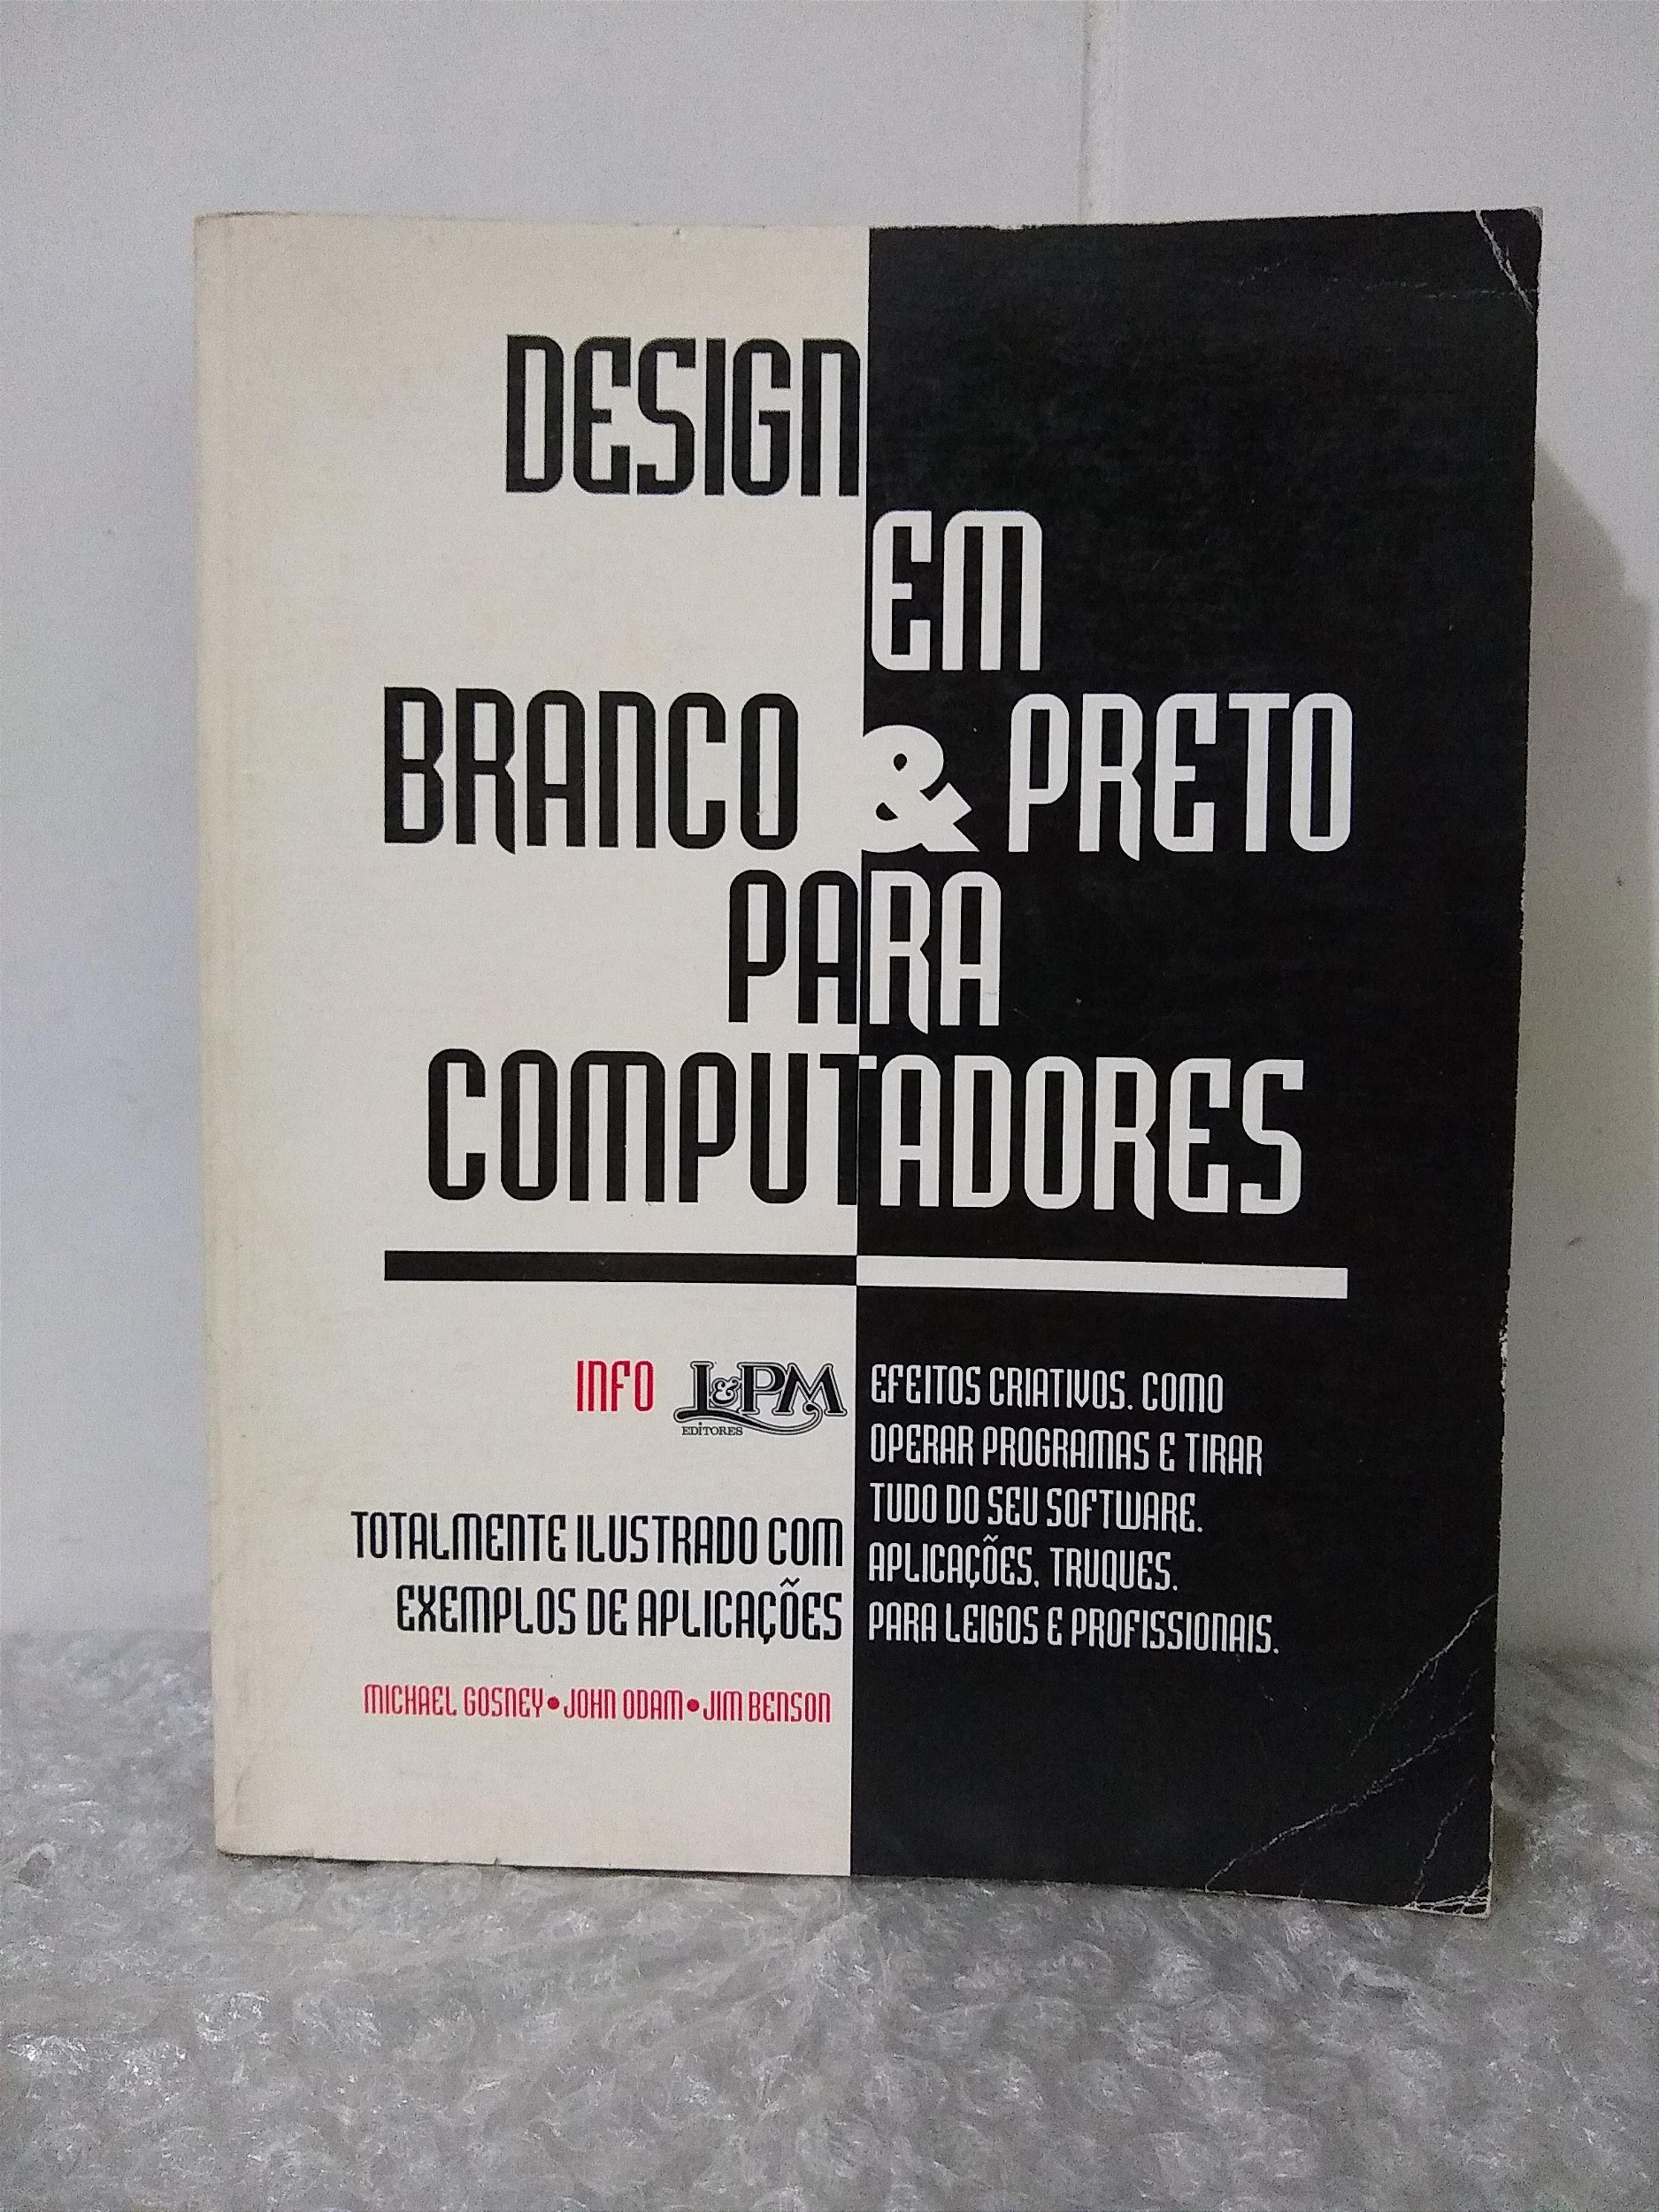 DESIGN
EM
BRANCO & PRETO
PARA
COMPUTADORES
INFO L&PM
EDITORES
TOTALMENTE ILUSTRADO COM
EXEMPLOS DE APLICAÇÕES
MICHAEL GOSNEY•JOHN ODAM•JIM BENSON
EFEITOS CRIATIVOS. COMO
OPERAR PROGRAMAS E TIRAR
TUDO DO SEU SOFTWARE.
APLICAÇÕES, TRUQUES.
PARA LEIGOS E PROFISSIONAIS.